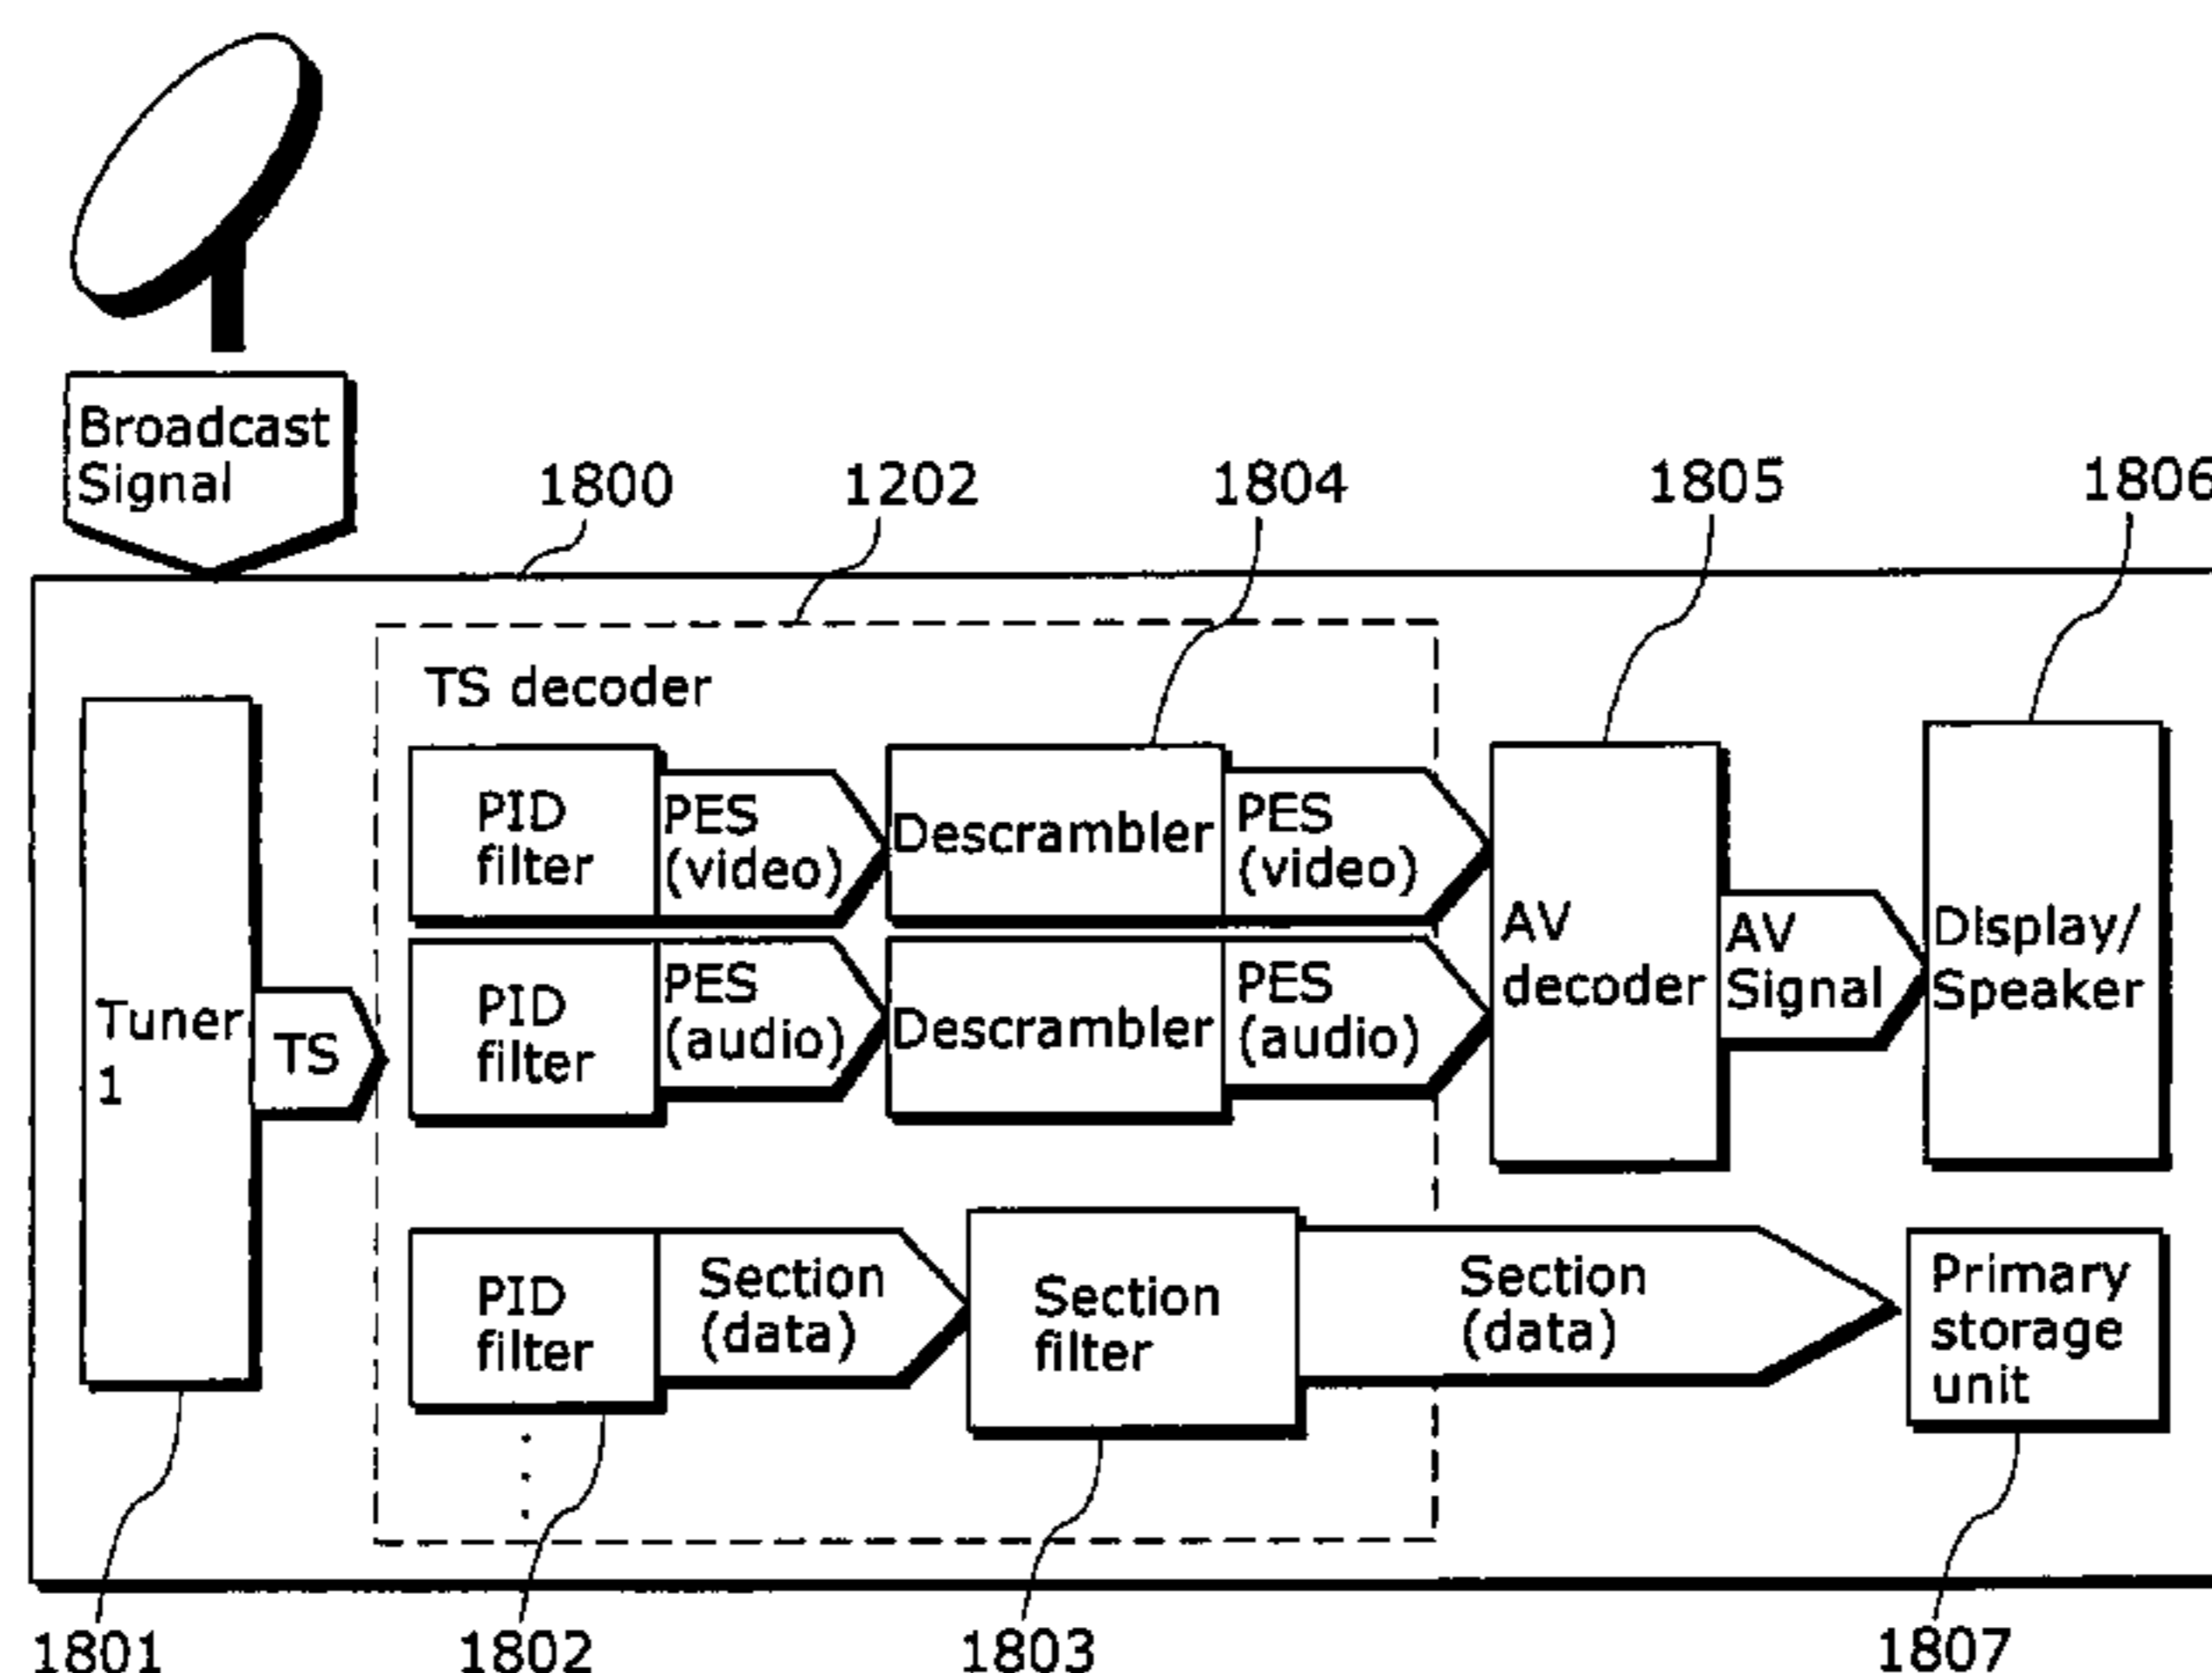 Broadcast
Signal
1800
1202
1804
1805
1806
TS decoder
PID
filter
PES
(video)
Descrambler
PES
(video)
PID
filter
PES
(audio)
Descrambler
PES
(audio)
Tuner
1
TS
AV
decoder
AV
Signal
Display/
Speaker
PID
filter
Section
(data)
Section
filter
Section
(data)
Primary
storage
unit
1801
1802
1803
1807